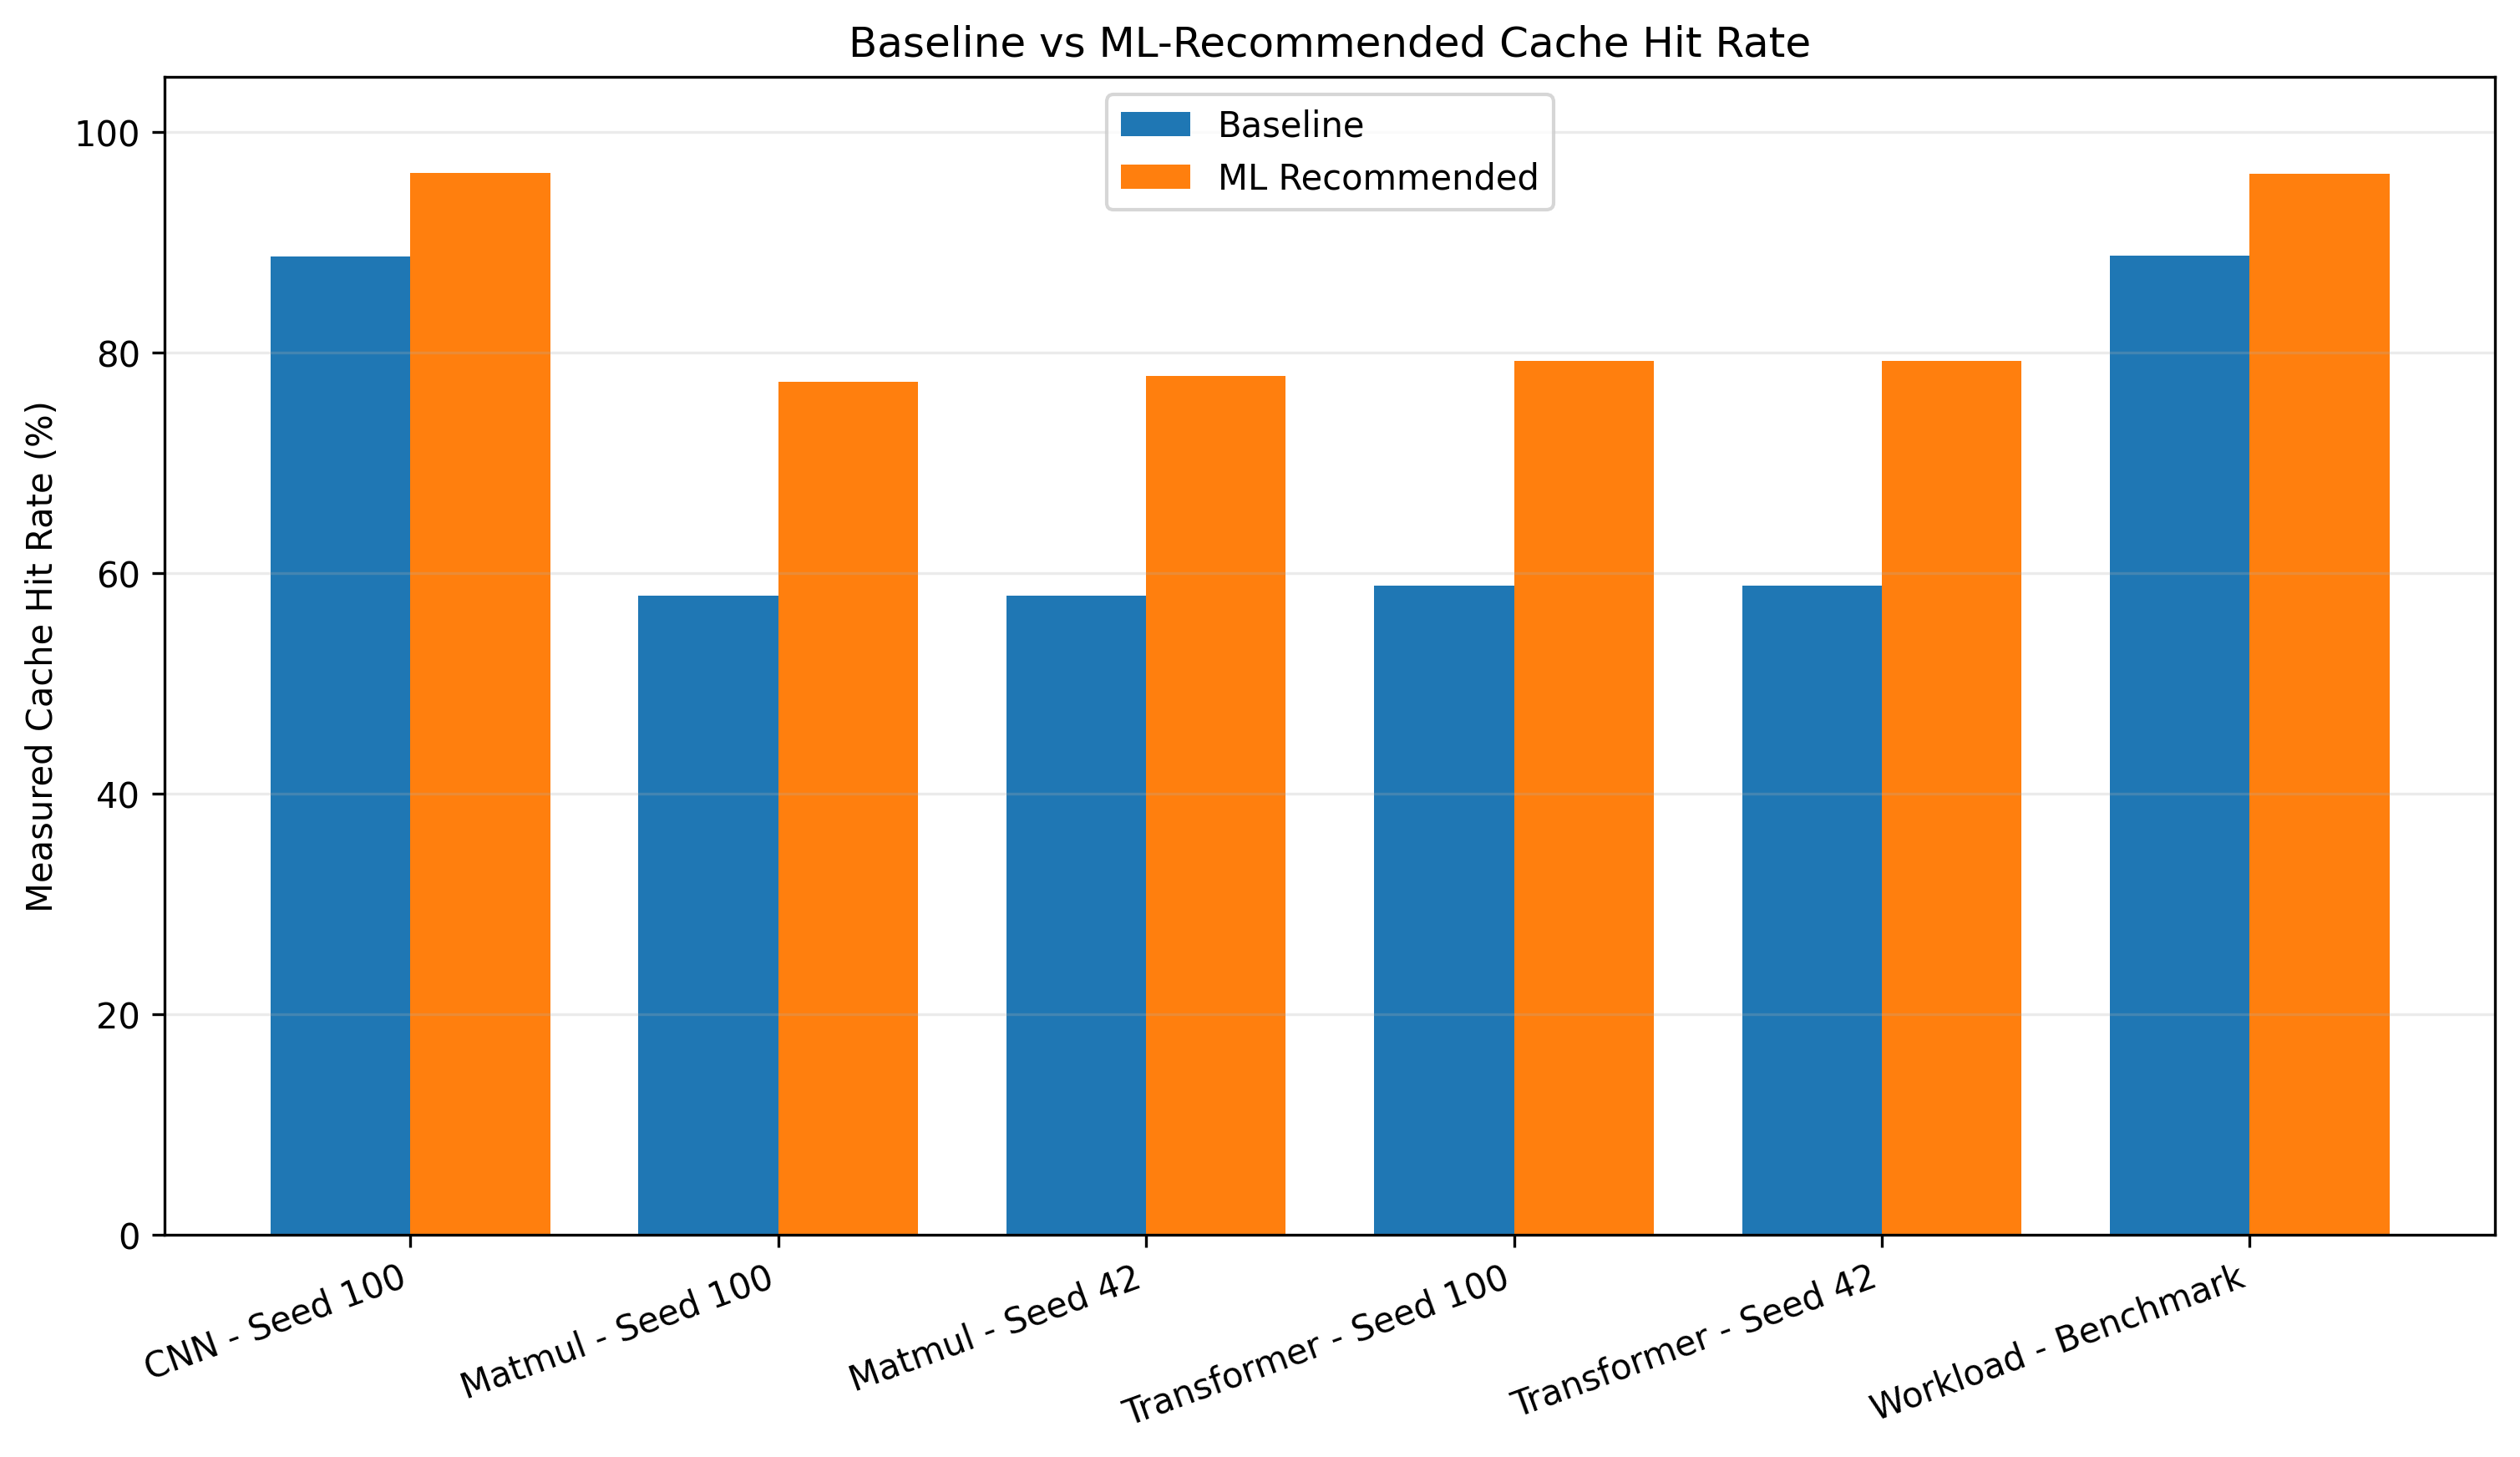 Baseline vs ML-Recommended Cache Hit Rate
Baseline
ML Recommended
Measured Cache Hit Rate (%)
100
80
60
40
20
0
CNN - Seed 100
Matmul - Seed 100
Matmul - Seed 42
Transformer - Seed 100
Transformer - Seed 42
Workload - Benchmark